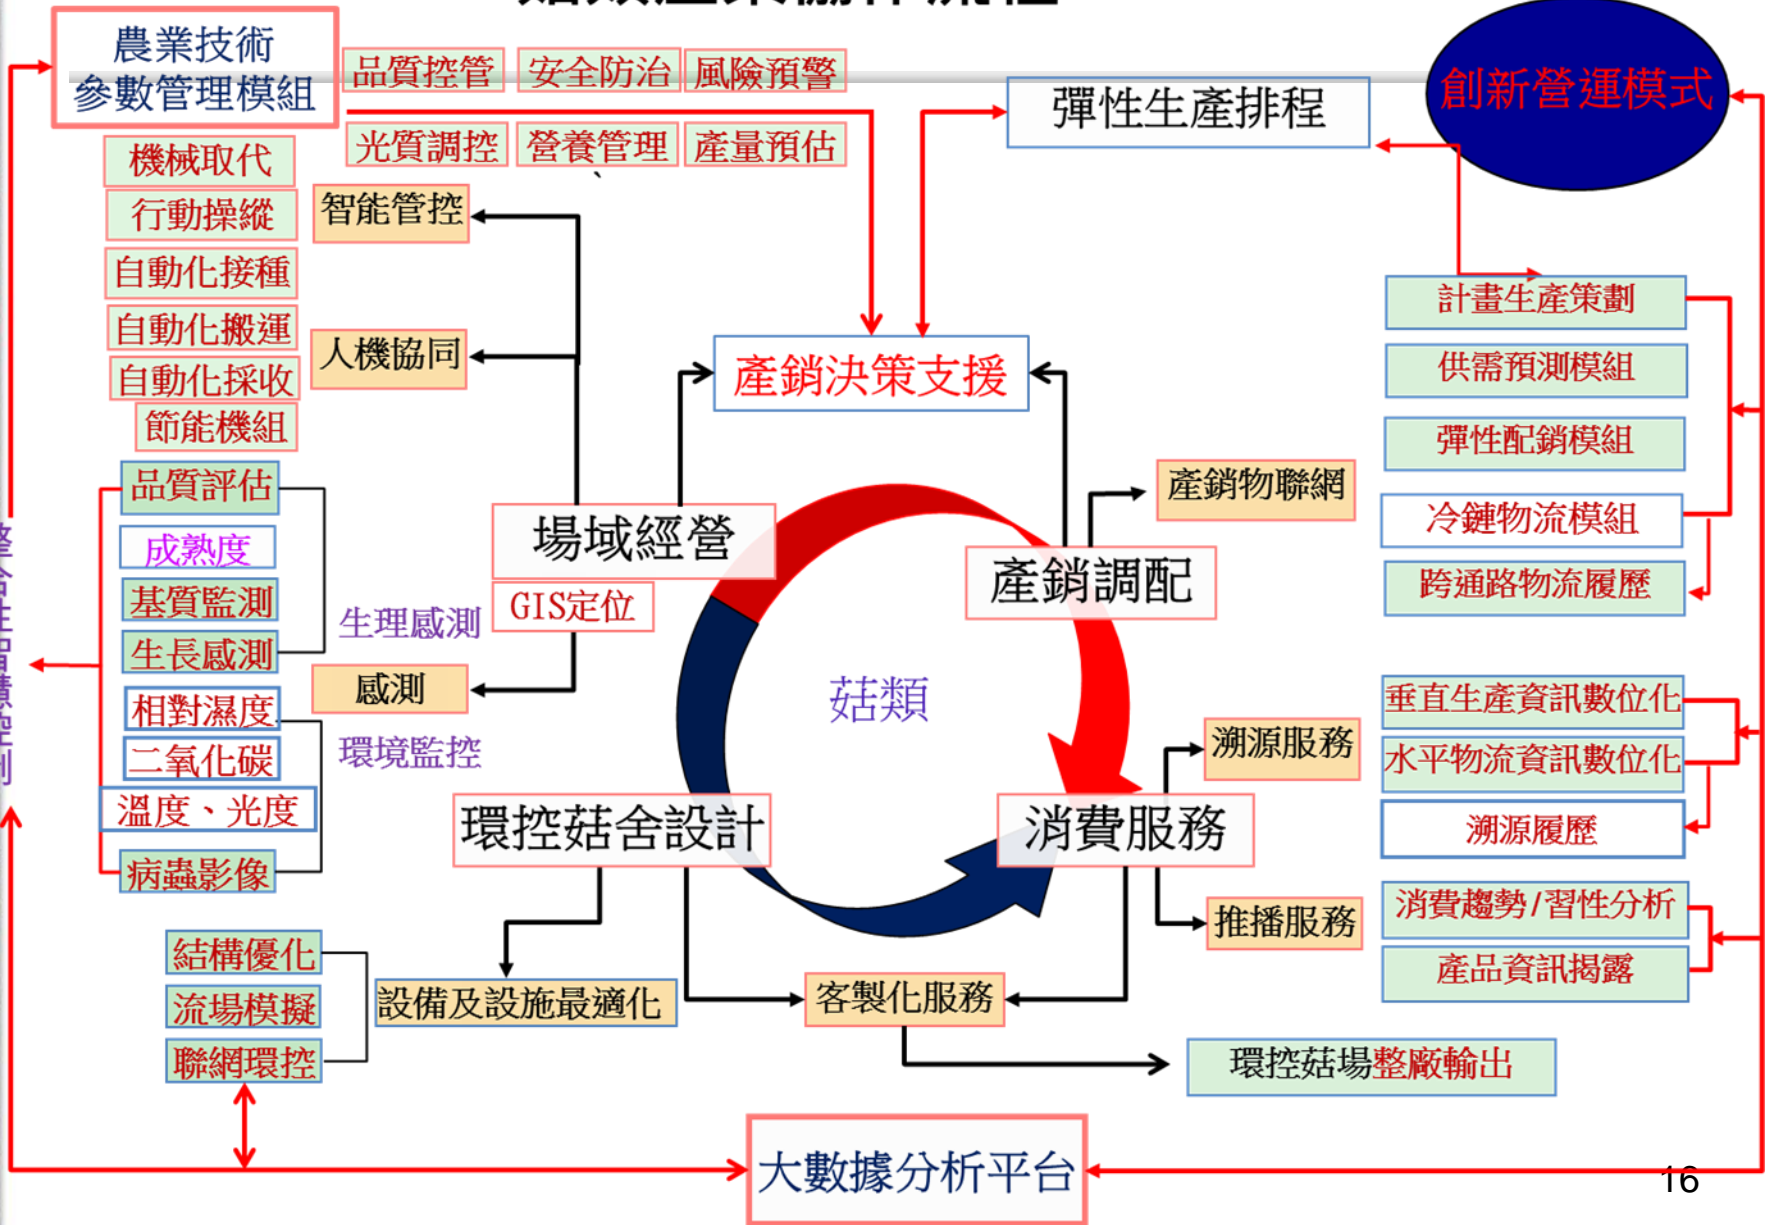 農業技術
參數管理模組
品質控管
安全防治
風險預警
光質調控
營養管理
產量預估
、
彈性生產排程
創新營運模式
機械取代
行動操縱
自動化接種
自動化搬運
自動化採收
節能機組
智能管控
人機協同
產銷決策支援
計畫生產策劃
供需預測模組
彈性配銷模組
冷鏈物流模組
跨通路物流履歷
品質評估
成熟度
基質監測
生長感測
相對濕度
二氧化碳
溫度、光度
病蟲影像
生理感測
感測
環境監控
場域經營
GIS定位
產銷調配
產銷物聯網
菇類
環控菇舍設計
消費服務
溯源服務
推播服務
垂直生產資訊數位化
水平物流資訊數位化
溯源履歷
消費趨勢/習性分析
產品資訊揭露
結構優化
流場模擬
聯網環控
設備及設施最適化
客製化服務
環控菇場整廠輸出
大數據分析平台
16